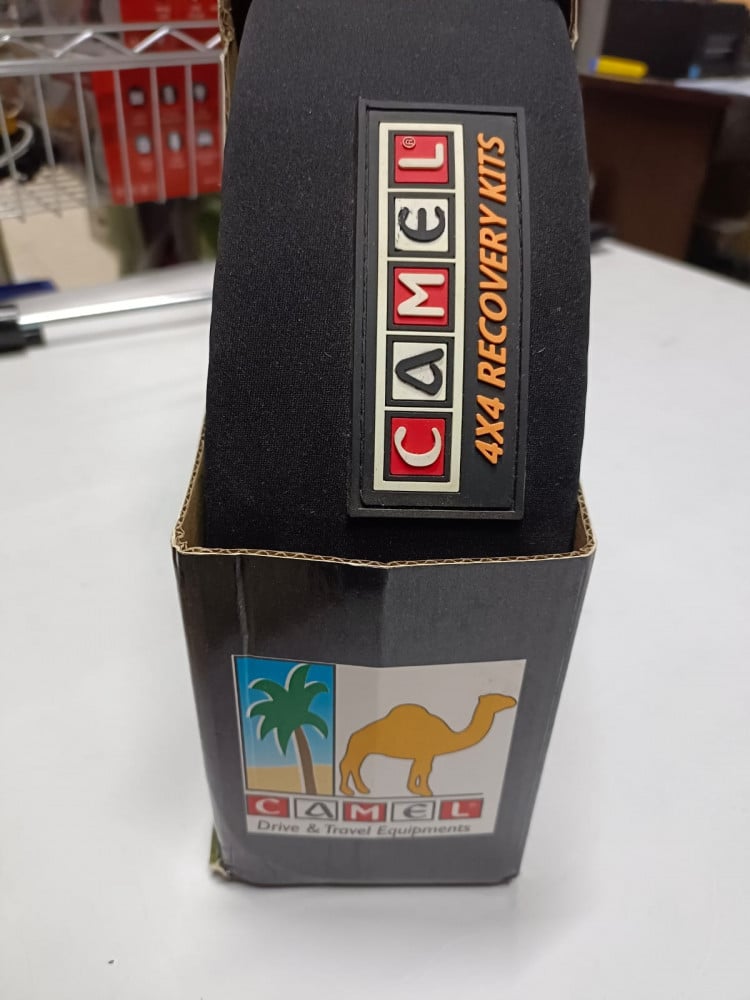 CAMEL®
4X4 RECOVERY KITS
CAMEL®
Drive & Travel Equipments